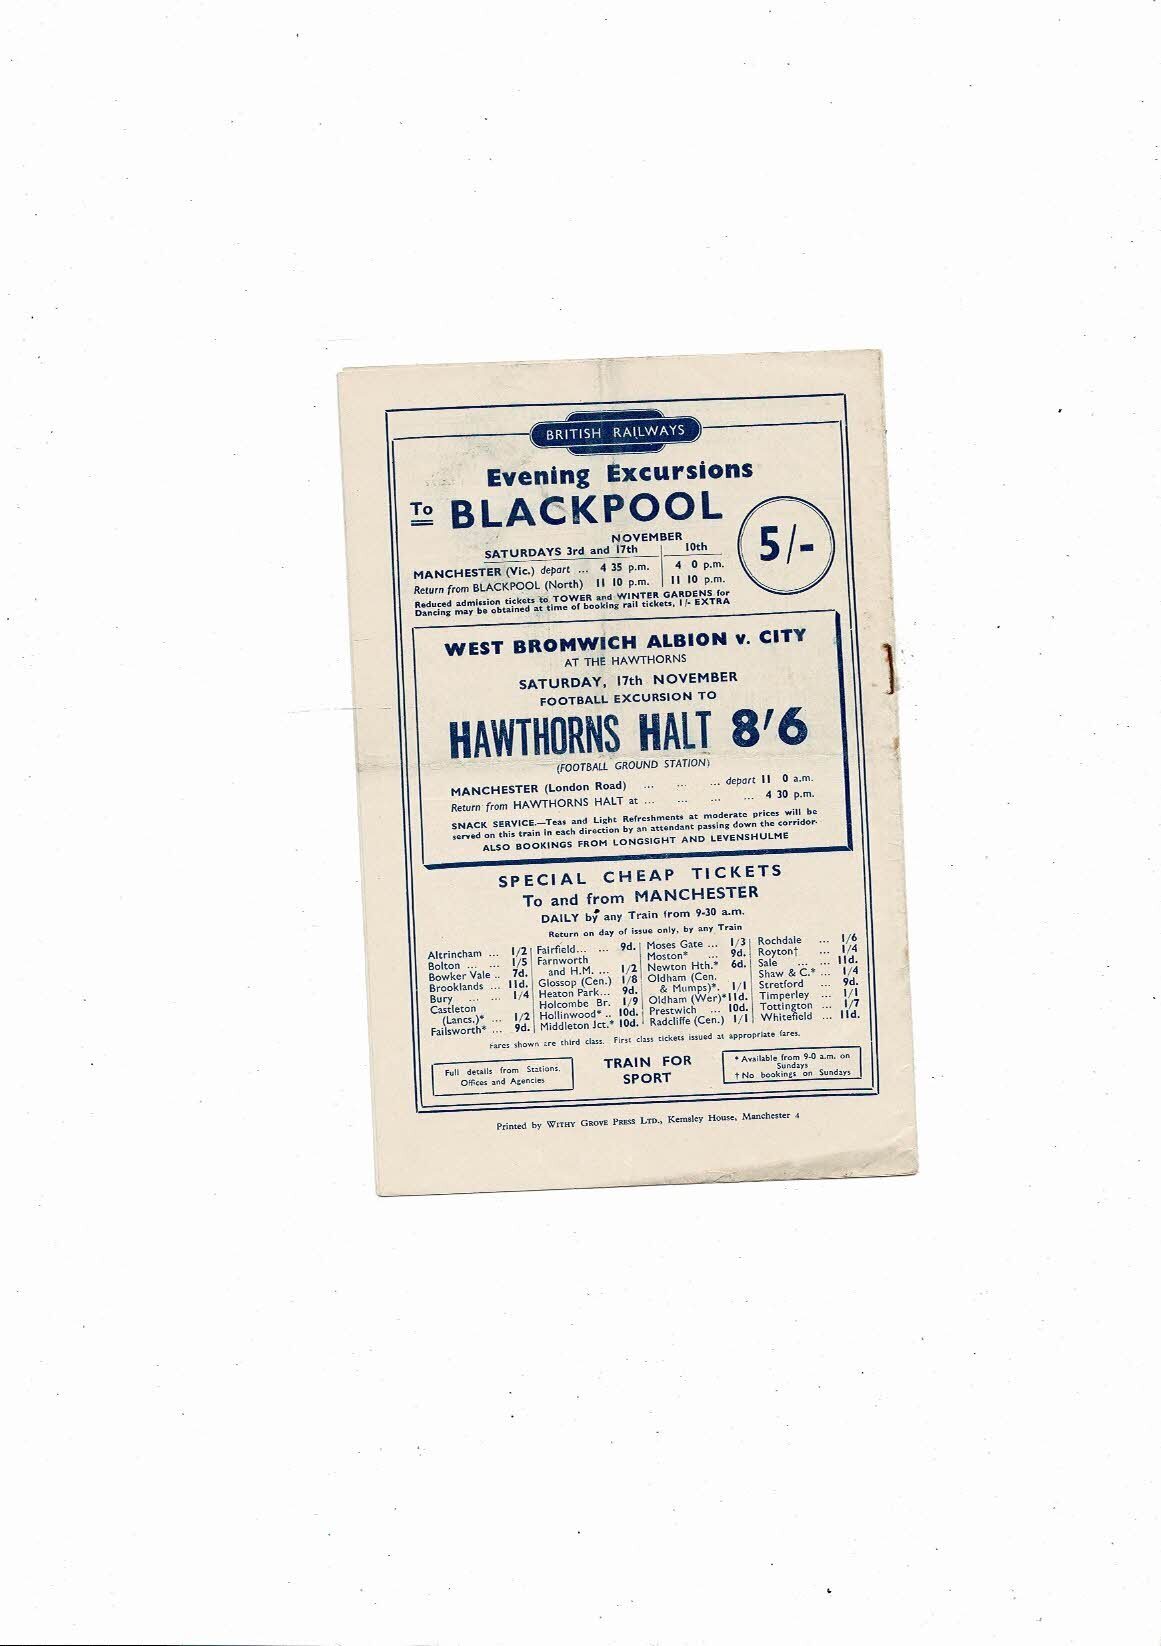 BRITISH RAILWAYS
Evening Excursions
To BLACKPOOL
5/-
NOVEMBER
SATURDAYS 3rd and 17th | 10th
MANCHESTER (Vic.) depart ... 4 35 p.m. | 4 0 p.m.
Return from BLACKPOOL (North) 11 10 p.m. | 11 10 p.m.
Reduced admission tickets to TOWER and WINTER GARDENS for
Dancing may be obtained at time of booking rail tickets, 1/- EXTRA
WEST BROMWICH ALBION v. CITY
AT THE HAWTHORNS
SATURDAY, 17th NOVEMBER
FOOTBALL EXCURSION TO
HAWTHORNS HALT 8'6
(FOOTBALL GROUND STATION)
MANCHESTER (London Road) ... ... ... depart 11 0 a.m.
Return from HAWTHORNS HALT at ... ... ... ... 4 30 p.m.
SNACK SERVICE.—Teas and Light Refreshments at moderate prices will be
served on this train in each direction by an attendant passing down the corridor.
ALSO BOOKINGS FROM LONGSIGHT AND LEVENSHULME
SPECIAL CHEAP TICKETS
To and from MANCHESTER
DAILY by any Train from 9-30 a.m.
Return on day of issue only, by any Train
Altrincham ... 1/2
Bolton ... ... 1/5
Bowker Vale .. 7d.
Brooklands ... 11d.
Bury ... ... 1/4
Castleton
(Lancs.)* ... 1/2
Failsworth* ... 9d.
Fairfield... ... 9d.
Farnworth
and H.M. ... 1/2
Glossop (Cen.) 1/8
Heaton Park... 9d.
Holcombe Br. 1/9
Hollinwood* .. 10d.
Middleton Jct.* 10d.
Moses Gate ... 1/3
Moston* ... 9d.
Newton Hth.* 6d.
Oldham (Cen.
& Mumps)*. 1/1
Oldham (Wer)* 11d.
Prestwich ... 10d.
Radcliffe (Cen.) 1/1
Rochdale ... 1/6
Royton† ... 1/4
Sale ... ... 11d.
Shaw & C.* ... 1/4
Stretford ... 9d.
Timperley ... 1/1
Tottington ... 1/7
Whitefield ... 11d.
Fares shown are third class. First class tickets issued at appropriate fares.
Full details from Stations,
Offices and Agencies
TRAIN FOR
SPORT
* Available from 9-0 a.m. on
Sundays
† No bookings on Sundays
Printed by WITHY GROVE PRESS LTD., Kemsley House, Manchester 4